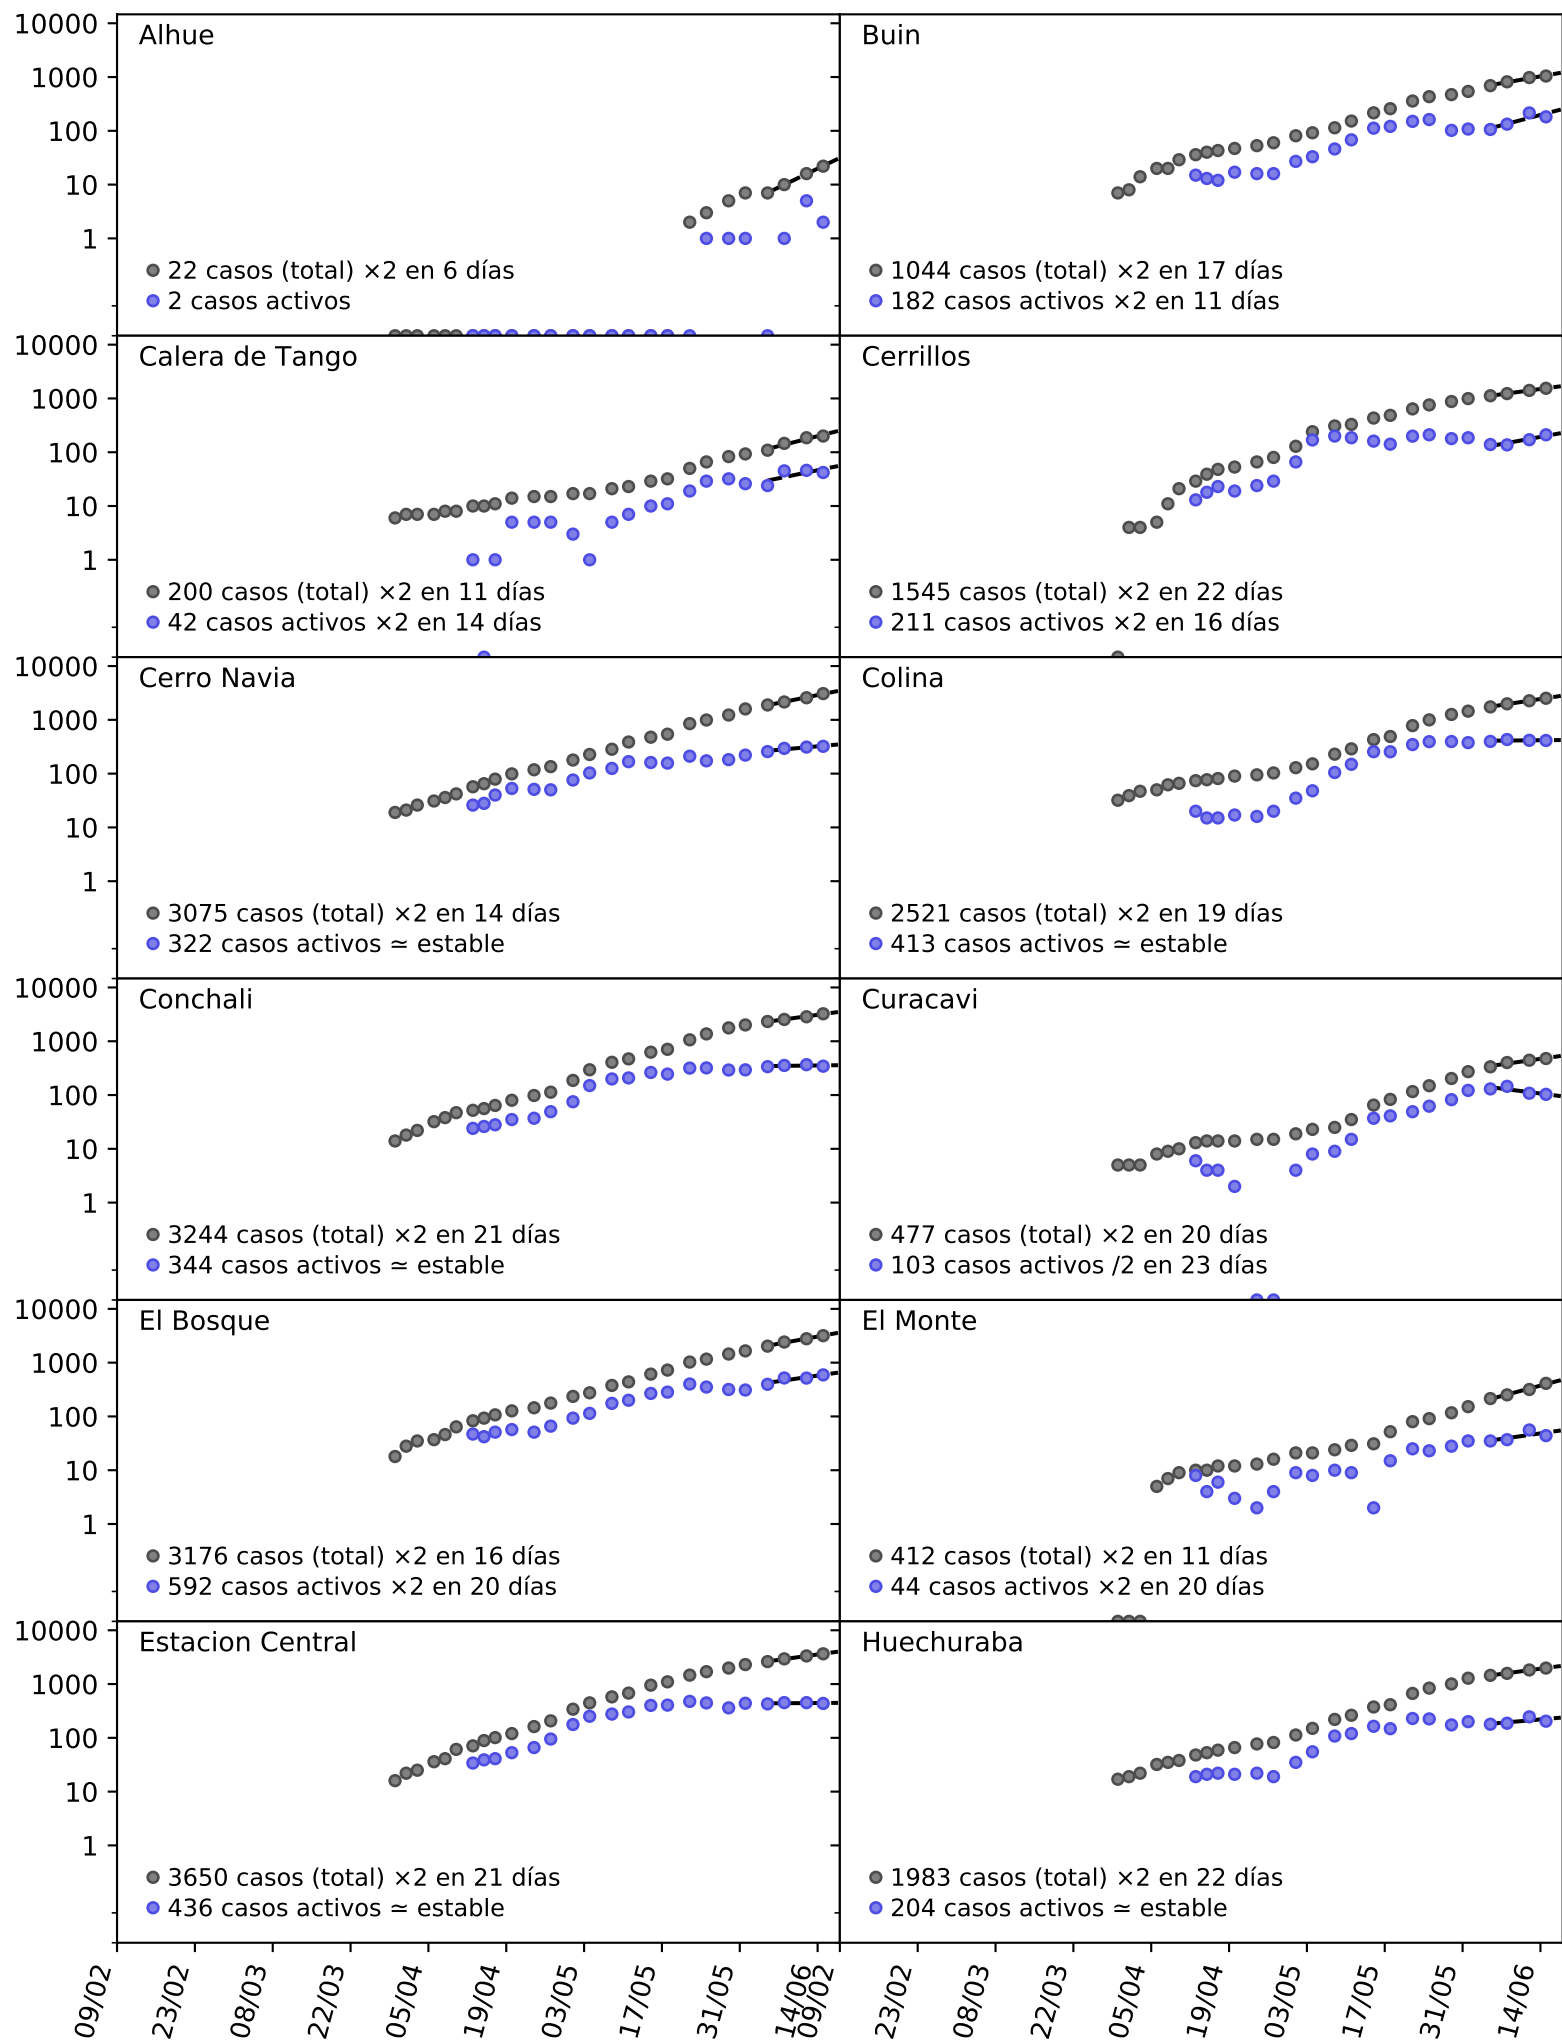 10000
1000
100
10
1
Alhue
22 casos (total) ×2 en 6 días
2 casos activos
Buin
1044 casos (total) ×2 en 17 días
182 casos activos ×2 en 11 días
10000
1000
100
10
1
Calera de Tango
200 casos (total) ×2 en 11 días
42 casos activos ×2 en 14 días
Cerrillos
1545 casos (total) ×2 en 22 días
211 casos activos ×2 en 16 días
10000
1000
100
10
1
Cerro Navia
3075 casos (total) ×2 en 14 días
322 casos activos ≃ estable
Colina
2521 casos (total) ×2 en 19 días
413 casos activos ≃ estable
10000
1000
100
10
1
Conchali
3244 casos (total) ×2 en 21 días
344 casos activos ≃ estable
Curacavi
477 casos (total) ×2 en 20 días
103 casos activos /2 en 23 días
10000
1000
100
10
1
El Bosque
3176 casos (total) ×2 en 16 días
592 casos activos ×2 en 20 días
El Monte
412 casos (total) ×2 en 11 días
44 casos activos ×2 en 20 días
10000
1000
100
10
1
Estacion Central
3650 casos (total) ×2 en 21 días
436 casos activos ≃ estable
Huechuraba
1983 casos (total) ×2 en 22 días
204 casos activos ≃ estable
09/02
23/02
08/03
22/03
05/04
19/04
03/05
17/05
31/05
14/06
09/02
23/02
08/03
22/03
05/04
19/04
03/05
17/05
31/05
14/06